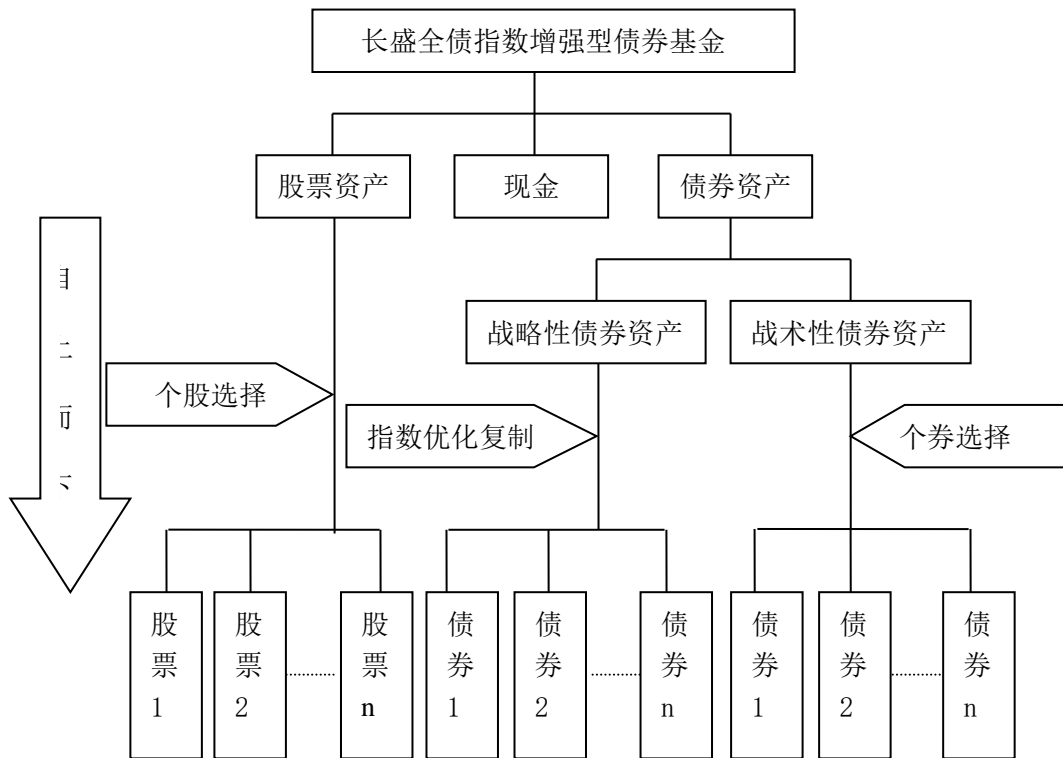 长盛全债指数增强型债券基金
股票资产
现金
债券资产
战略性债券资产
战术性债券资产
个股选择
指数优化复制
个券选择
股票1
股票2
股票n
债券1
债券2
债券n
债券1
债券2
债券n